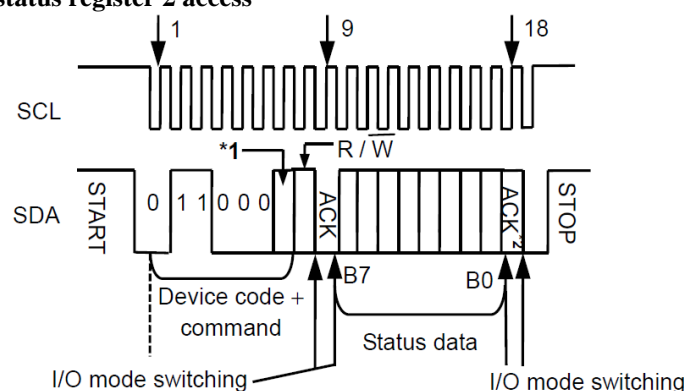 status register 2 access
1 9 18
SCL
*1 R / W
SDA START 0 1 1 0 0 0 ACK ACK*2 STOP
B7 B0
Device code +
command
Status data
I/O mode switching I/O mode switching